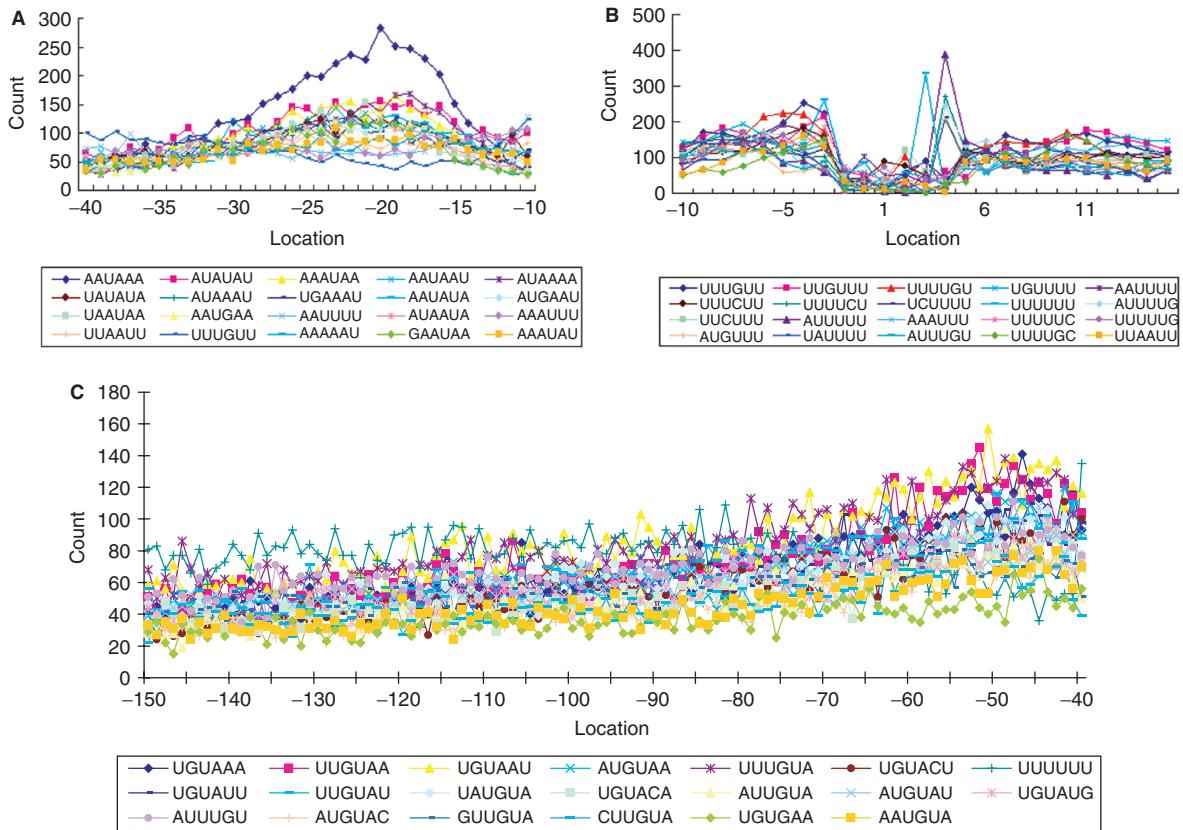 A
300
250
200
150
100
50
0
Count
−40 −35 −30 −25 −20 −15 −10
Location
AAUAAA AUAUAU AAAUAA AAUAAU AUAAAA
UAUAUA AUAAAU UGAAAU AAUAUA AUGAAU
UAAUAA AAUGAA AAUUUU AUAAUA AAAUUU
UUAAUU UUUGUU AAAAAU GAAUAA AAAUAU
B
500
400
300
200
100
0
Count
−10 −5 1 6 11
Location
UUUGUU UUGUUU UUUUGU UGUUUU AAUUUU
UUUCUU UUUUCU UCUUUU UUUUUU AUUUUG
UUCUUU AUUUUU AAAUUU UUUUUC UUUUUG
AUGUUU UAUUUU AUUUGU UUUUGC UUAAUU
C
180
160
140
120
100
80
60
40
20
0
Count
−150 −140 −130 −120 −110 −100 −90 −80 −70 −60 −50 −40
Location
UGUAAA UUGUAA UGUAAU AUGUAA UUUGUA UGUACU UUUUUU
UGUAUU UUGUAU UAUGUA UGUACA AUUGUA AUGUAU UGUAUG
AUUUGU AUGUAC GUUGUA CUUGUA UGUGAA AAUGUA